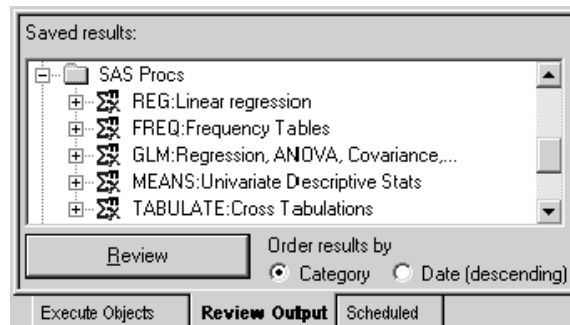 Saved results:
SAS Procs
REG:Linear regression
FREQ:Frequency Tables
GLM:Regression, ANOVA, Covariance,...
MEANS:Univariate Descriptive Stats
TABULATE:Cross Tabulations
Review
Order results by
Category Date (descending)
Execute Objects Review Output Scheduled